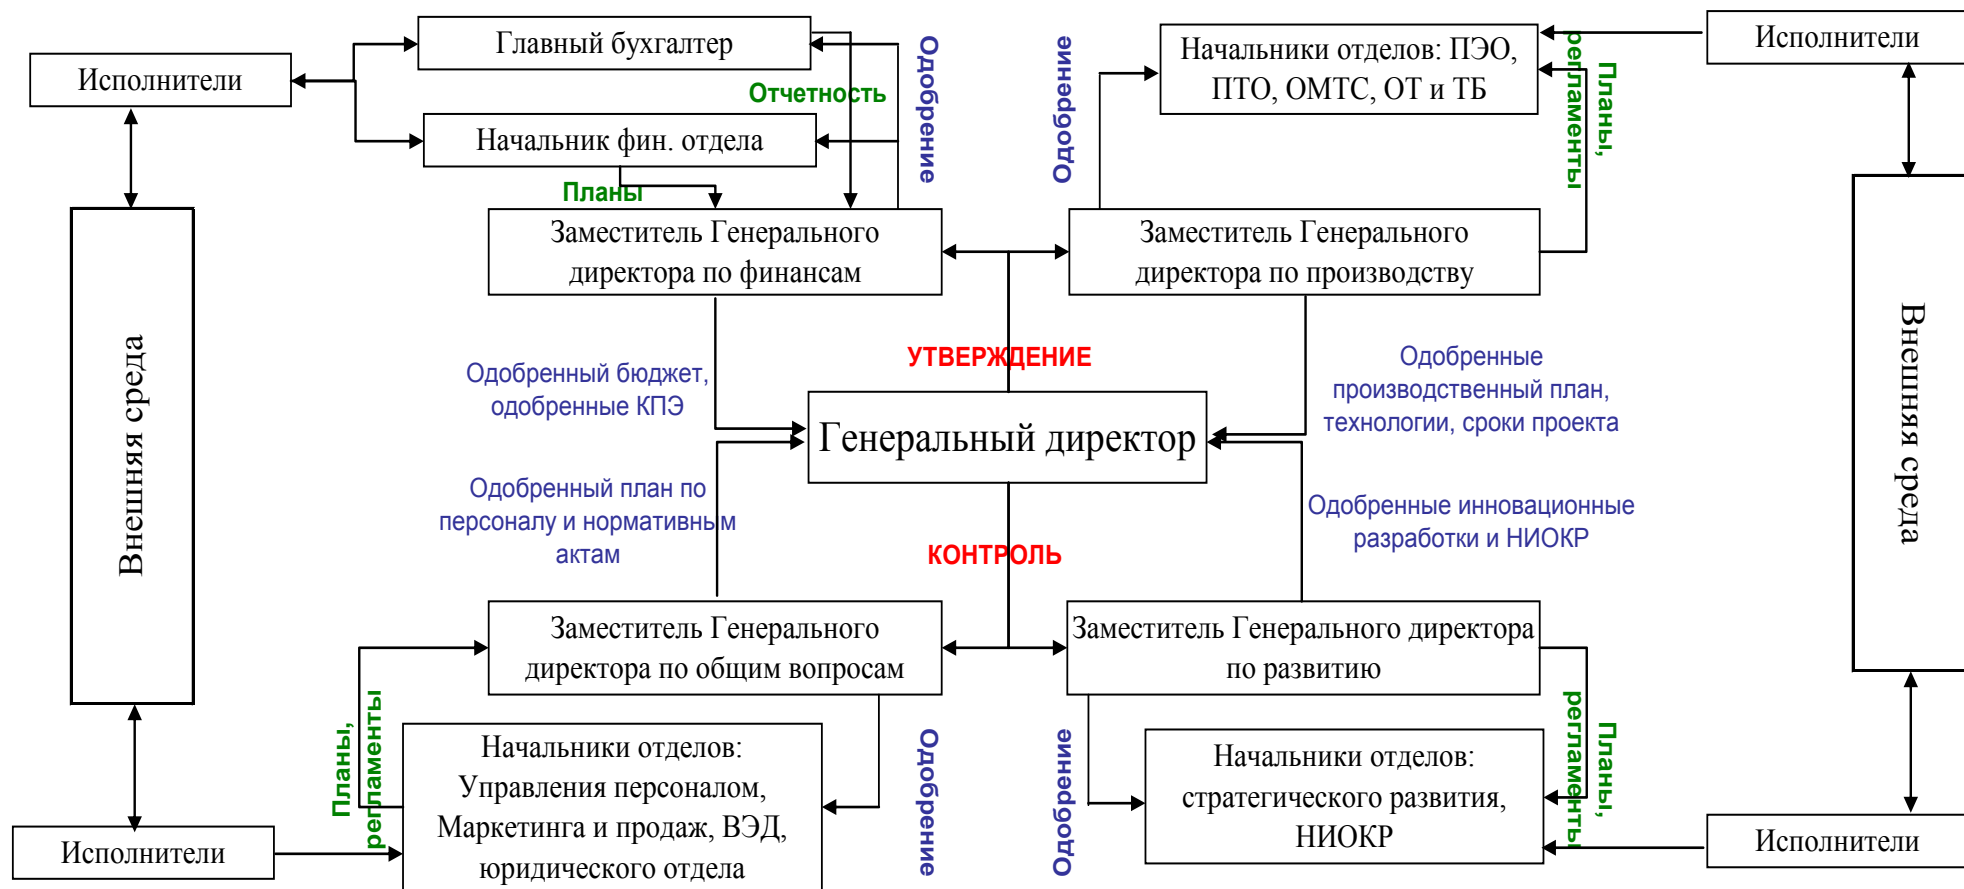 Главный бухгалтер
Исполнители
Отчетность
Начальник фин. отдела
Планы
Одобрение
Заместитель Генерального
директора по финансам
Одобрение
Начальники отделов: ПЭО,
ПТО, ОМТС, ОТ и ТБ
Планы,
регламенты
Исполнители
Заместитель Генерального
директора по производству
Внешняя среда
Одобренный бюджет,
одобренные КПЭ
УТВЕРЖДЕНИЕ
Одобренные
производственный план,
технологии, сроки проекта
Внешняя среда
Генеральный директор
Одобренный план по
персоналу и нормативным
актам
КОНТРОЛЬ
Одобренные инновационные
разработки и НИОКР
Заместитель Генерального
директора по общим вопросам
Заместитель Генерального директора
по развитию
Планы,
регламенты
Начальники отделов:
Управления персоналом,
Маркетинга и продаж, ВЭД,
юридического отдела
Одобрение
Одобрение
Начальники отделов:
стратегического развития,
НИОКР
Планы,
регламенты
Исполнители
Исполнители